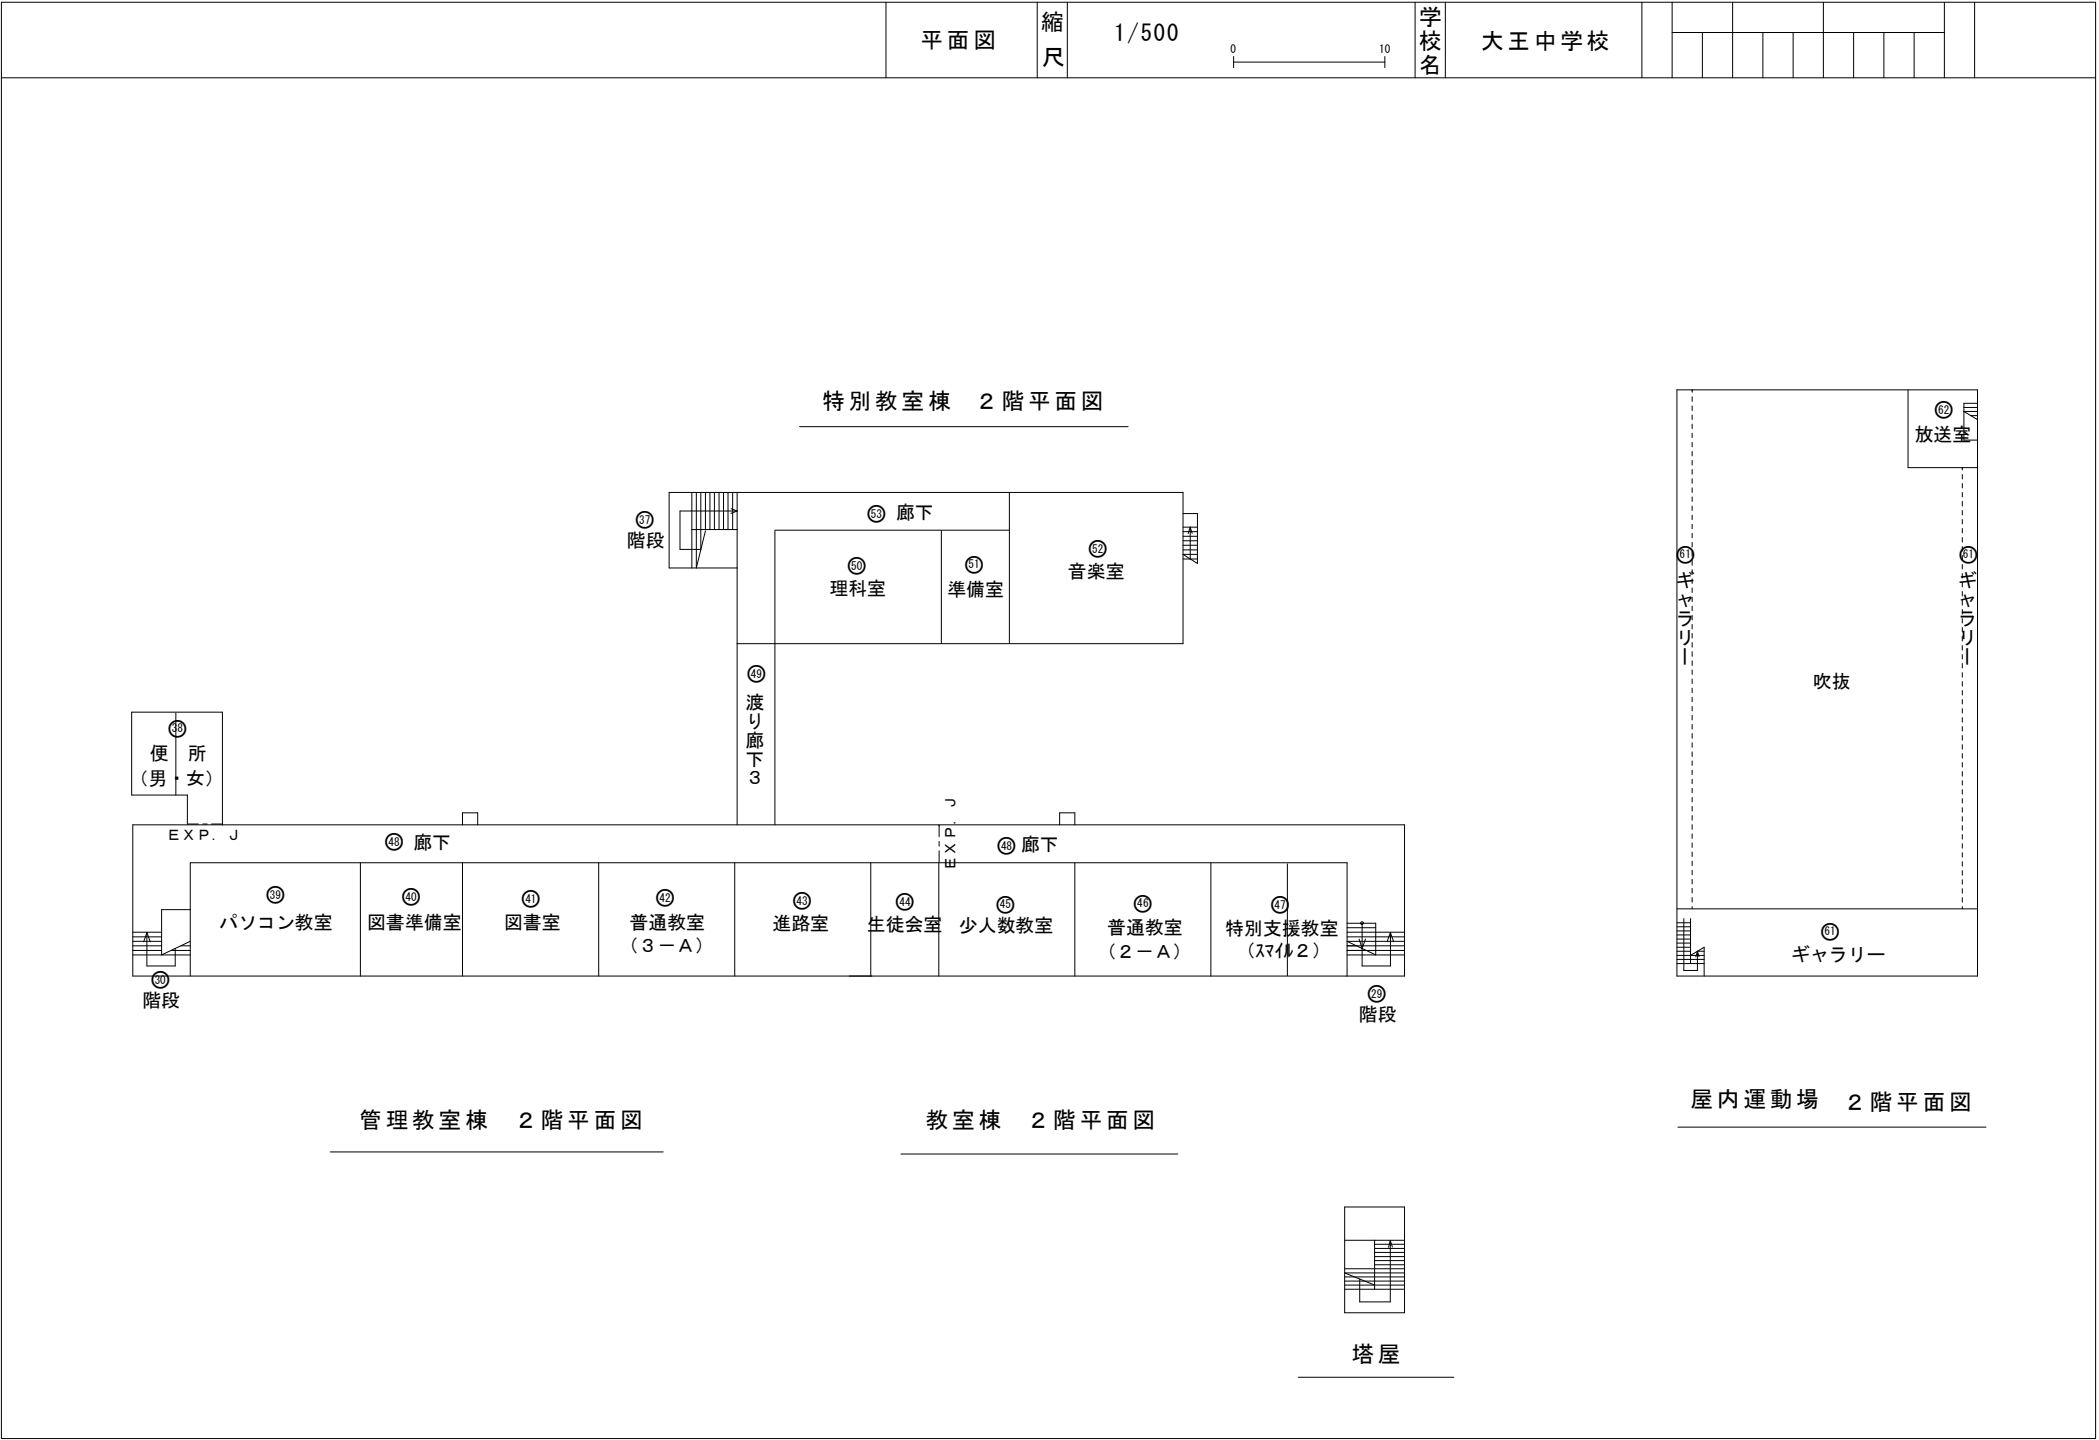 平面図
縮尺
1/500
0 10
学校名
大王中学校
特別教室棟 ２階平面図
㊲
階段
53 廊下
㊿
理科室
51
準備室
52
音楽室
㊾
渡り廊下３
㊳
便 所
（男・女）
EXP. J
㊽ 廊下
EXP. J
㊽ 廊下
㊴
パソコン教室
㊵
図書準備室
㊶
図書室
㊷
普通教室
（３－Ａ）
㊸
進路室
㊹
生徒会室
㊺
少人数教室
㊻
普通教室
（２－Ａ）
㊼
特別支援教室
（ｽﾏｲﾙ２）
㉚
階段
㉙
階段
管理教室棟 ２階平面図
教室棟 ２階平面図
62
放送室
61
ギャラリー
61
ギャラリー
吹抜
61
ギャラリー
屋内運動場 ２階平面図
塔屋